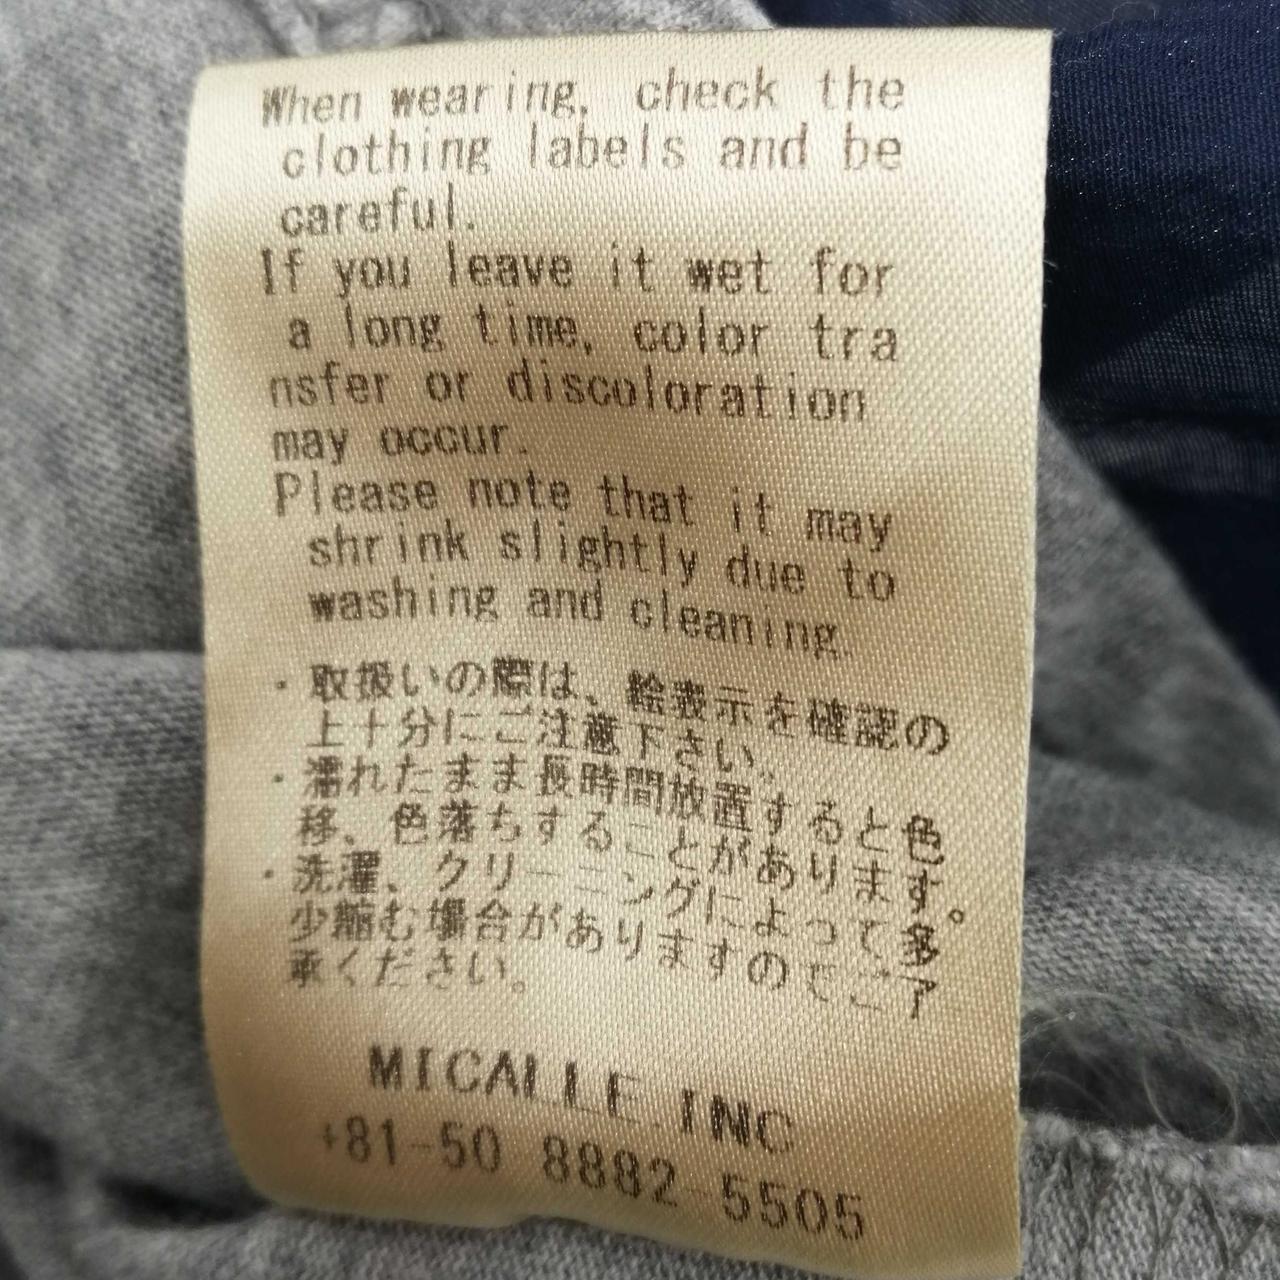 When wearing, check the
clothing labels and be
careful.
If you leave it wet for
a long time, color tra
nsfer or discoloration
may occur.
Please note that it may
shrink slightly due to
washing and cleaning.
・取扱いの際は、絵表示を確認の
上十分にご注意下さい。
・濡れたまま長時間放置すると色
移、色落ちすることがあります。
・洗濯、クリーニングによって多
少縮む場合がありますのでご了
承ください。
MICALLE.INC
+81-50 8882-5505